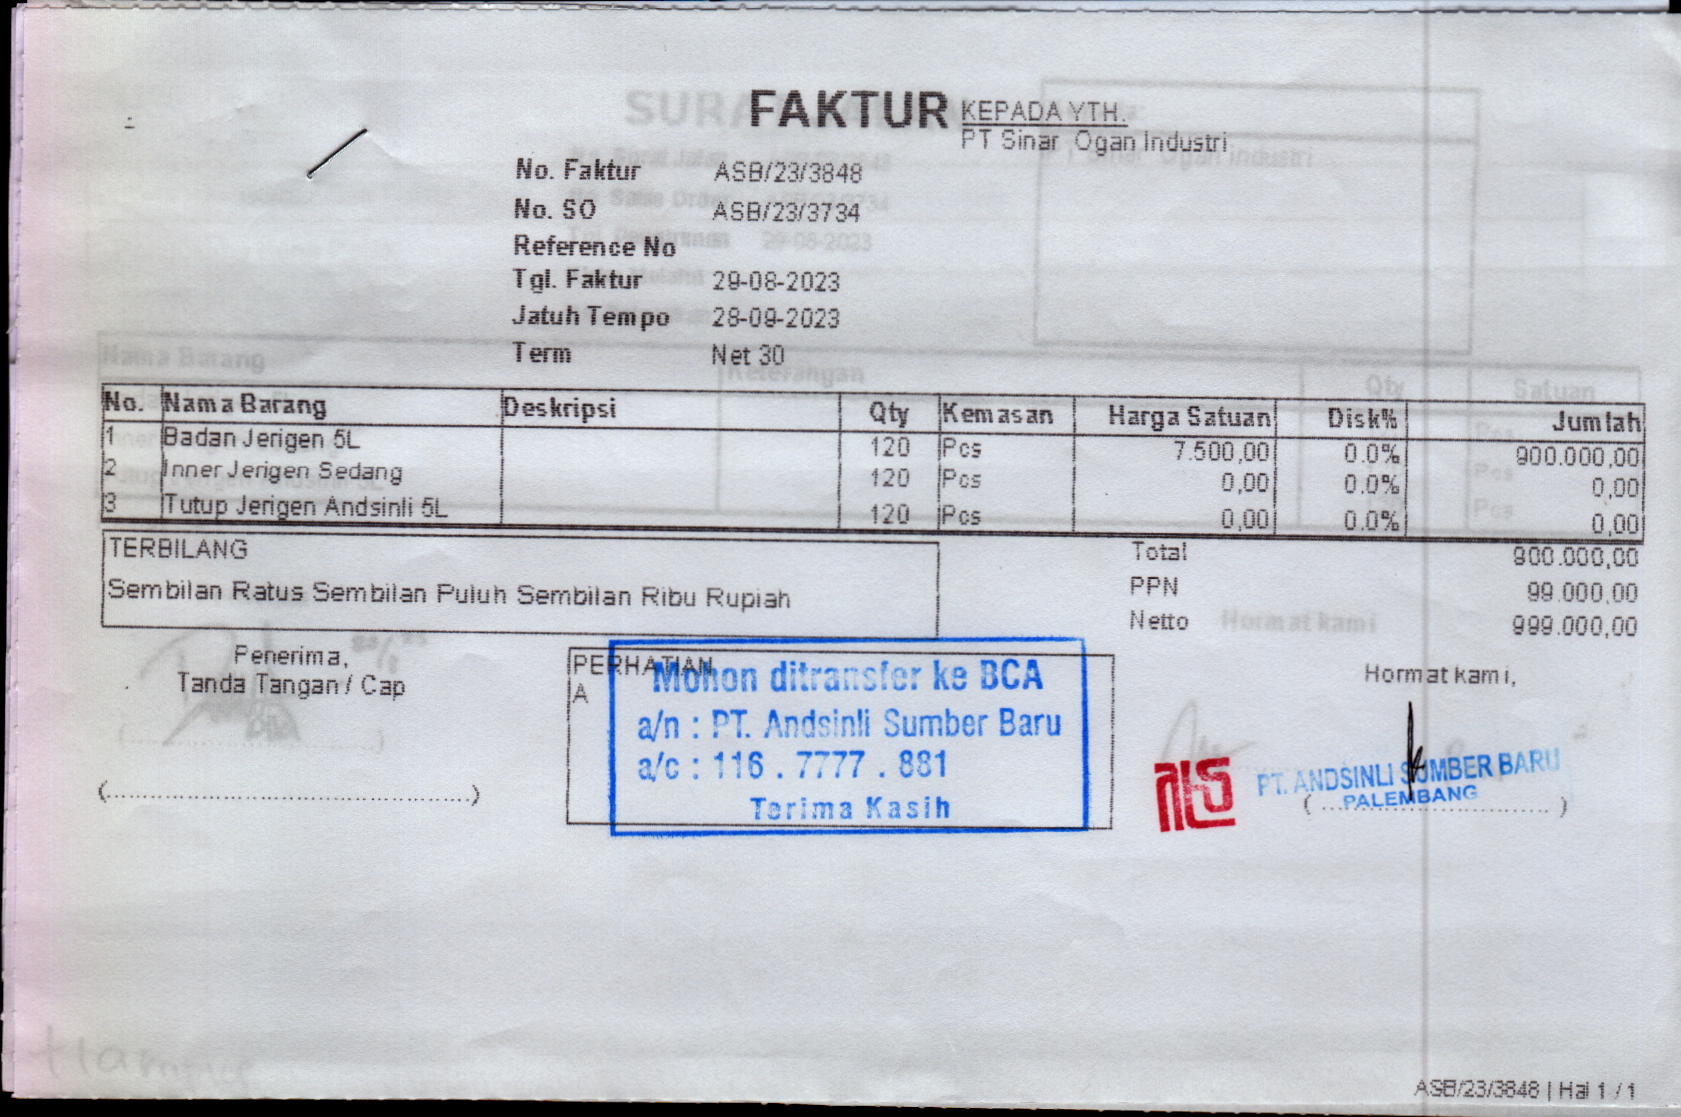 FAKTUR
KEPADA YTH.
PT Sinar Ogan Industri
No. Faktur ASB/23/3848
No. SO ASB/23/3734
Reference No
Tgl. Faktur 29-08-2023
Jatuh Tempo 28-09-2023
Term Net 30
No. Nama Barang Deskripsi Qty Kemasan Harga Satuan Disk% Jumlah
1 Badan Jerigen 5L 120 Pcs 7.500,00 0.0% 900.000,00
2 Inner Jerigen Sedang 120 Pcs 0,00 0.0% 0,00
3 Tutup Jerigen Andsinli 5L 120 Pcs 0,00 0.0% 0,00
TERBILANG
Sembilan Ratus Sembilan Puluh Sembilan Ribu Rupiah
Total 900.000,00
PPN 99.000,00
Netto 999.000,00
Penerima,
Tanda Tangan / Cap
(............................................)
PERHATIAN
A
Mohon ditransfer ke BCA
a/n : PT. Andsinli Sumber Baru
a/c : 116 . 7777 . 881
Terima Kasih
Hormat kami,
PT. ANDSINLI SUMBER BARU
PALEMBANG
ASB/23/3848 | Hal 1 / 1